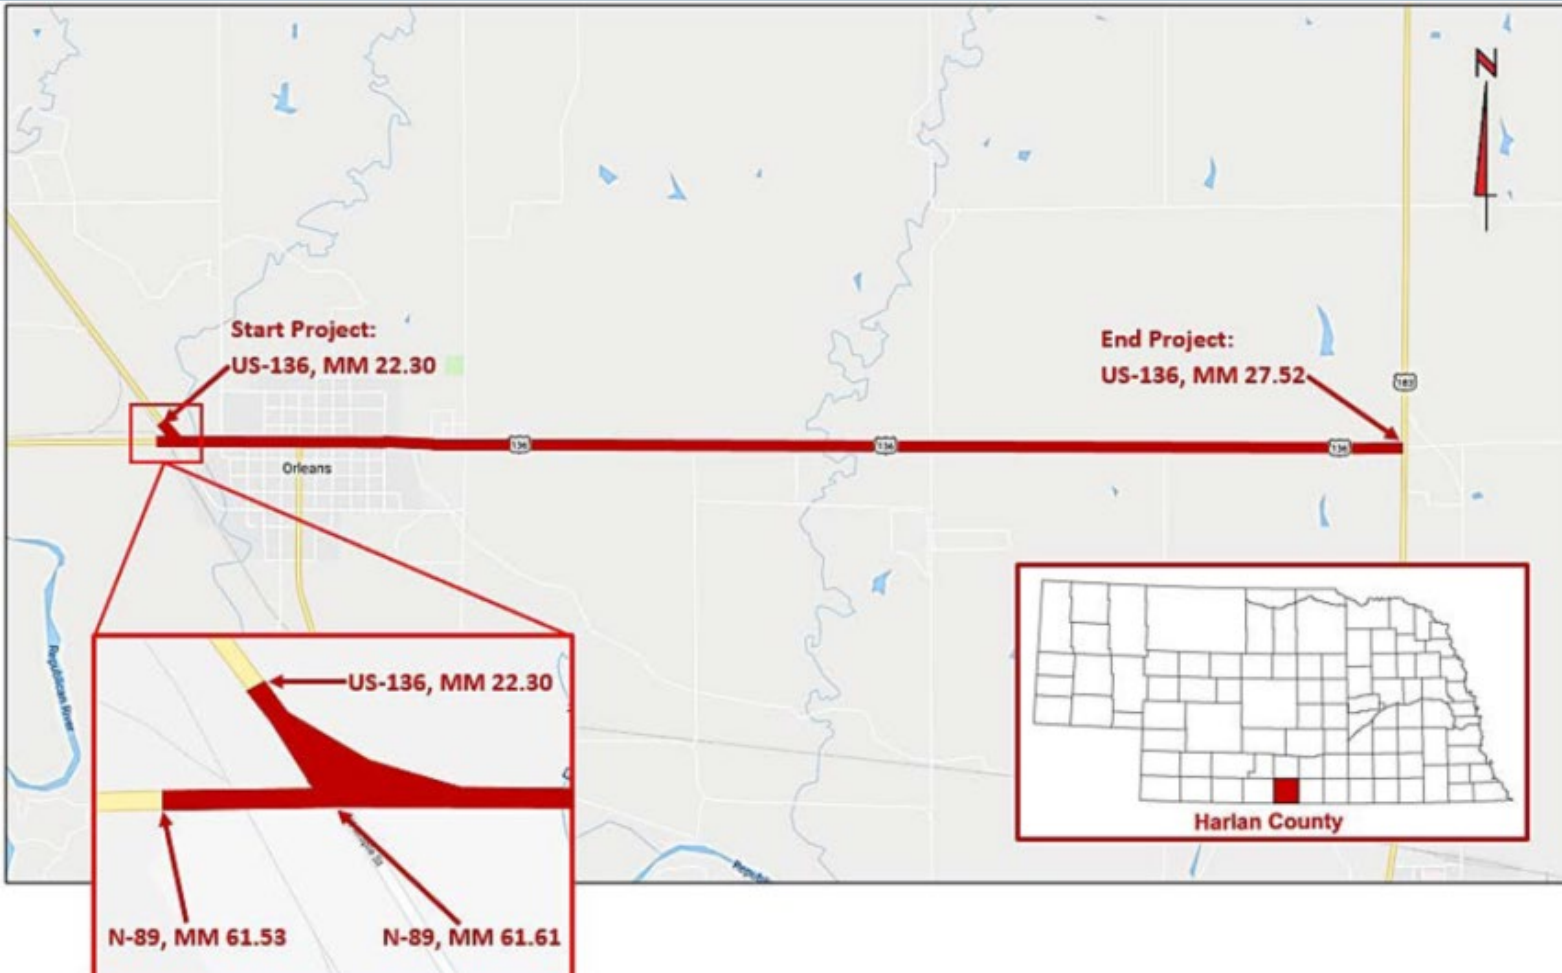 N
Start Project:
US-136, MM 22.30
End Project:
US-136, MM 27.52
183
136
136
136
Orleans
Republican River
US-136, MM 22.30
N-89, MM 61.53
N-89, MM 61.61
Harlan County